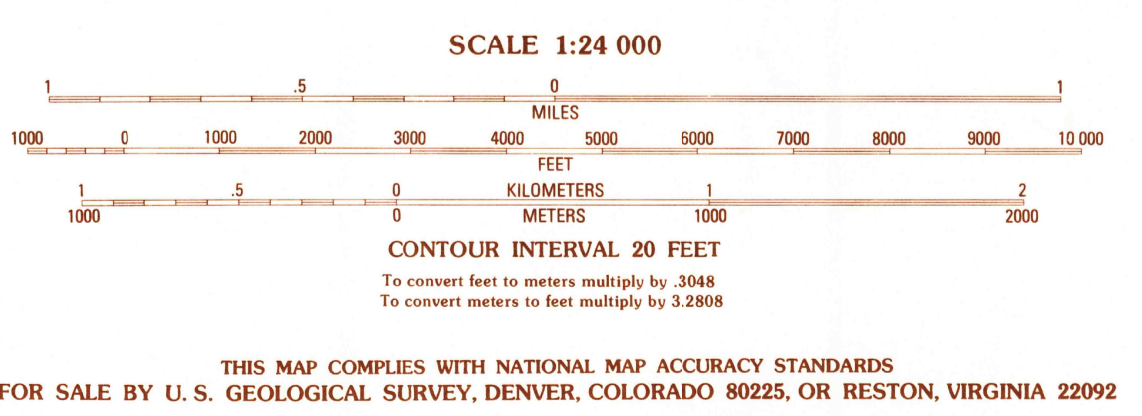 SCALE 1:24 000
1 .5 0 1
MILES
1000 0 1000 2000 3000 4000 5000 6000 7000 8000 9000 10 000
FEET
1 .5 0 KILOMETERS 1 2
1000 0 METERS 1000 2000
CONTOUR INTERVAL 20 FEET
To convert feet to meters multiply by .3048
To convert meters to feet multiply by 3.2808
THIS MAP COMPLIES WITH NATIONAL MAP ACCURACY STANDARDS
FOR SALE BY U. S. GEOLOGICAL SURVEY, DENVER, COLORADO 80225, OR RESTON, VIRGINIA 22092